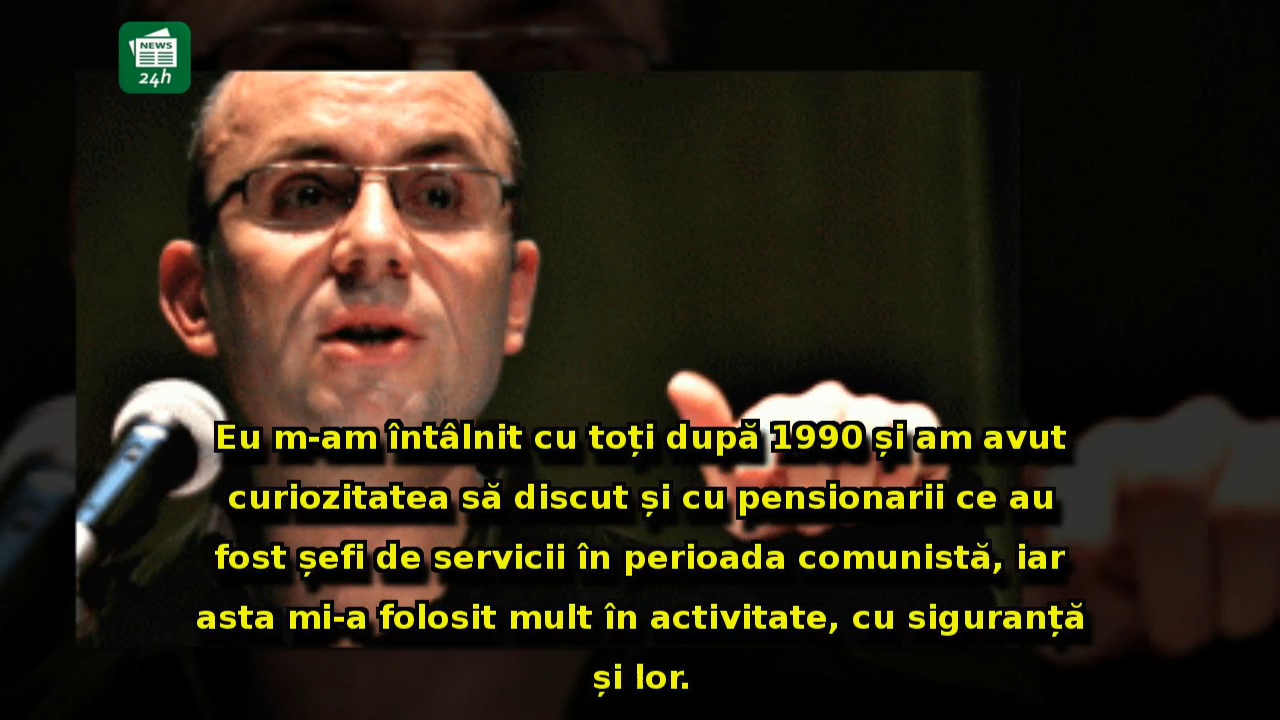 NEWS
24h
Eu m-am întâlnit cu toți după 1990 și am avut
curiozitatea să discut și cu pensionarii ce au
fost șefi de servicii în perioada comunistă, iar
asta mi-a folosit mult în activitate, cu siguranță
și lor.